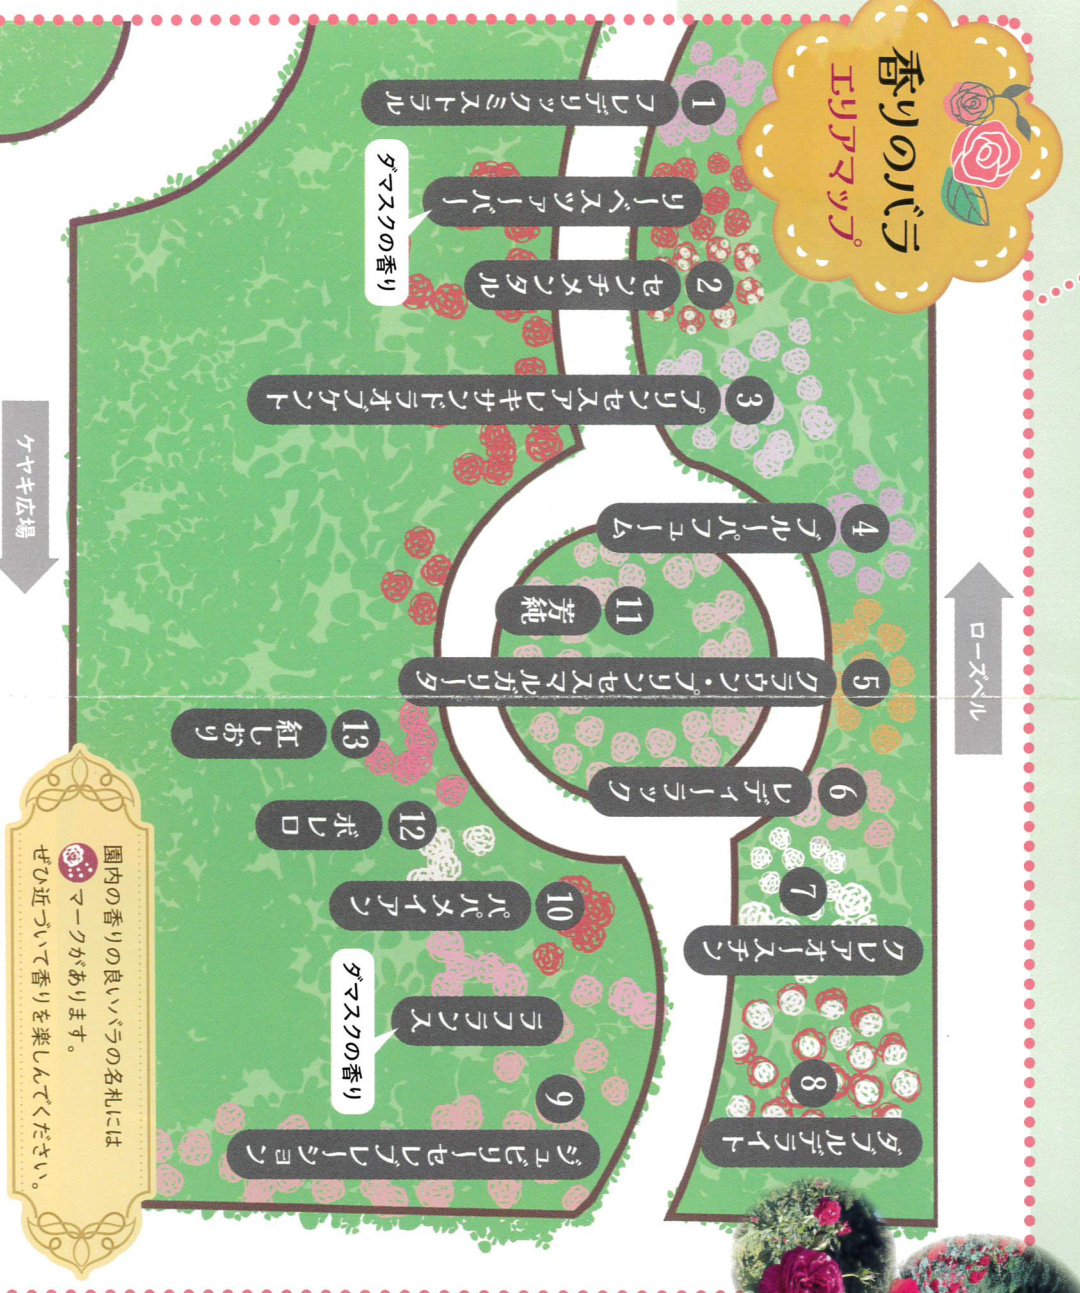 香りのバラ
エリアマップ
1 フレデリックミストラル
リーベスツァーバー
ダマスクの香り
2 センチメンタル
3 プリンセスアレキサンドラオブケント
4 ブルーパフューム
5 クラウン・プリンセスマルガリータ
6 レディーラック
7 クレアオースチン
8 ダブルデライト
9 ジュビリーセレブレーション
ラフランス
ダマスクの香り
10 パパメイアン
11 芳純
12 ボレロ
13 紅しおり
ローズベル
ケヤキ広場
園内の香りの良いバラの名札には
マークがあります。
ぜひ近づいて香りを楽しんでください。